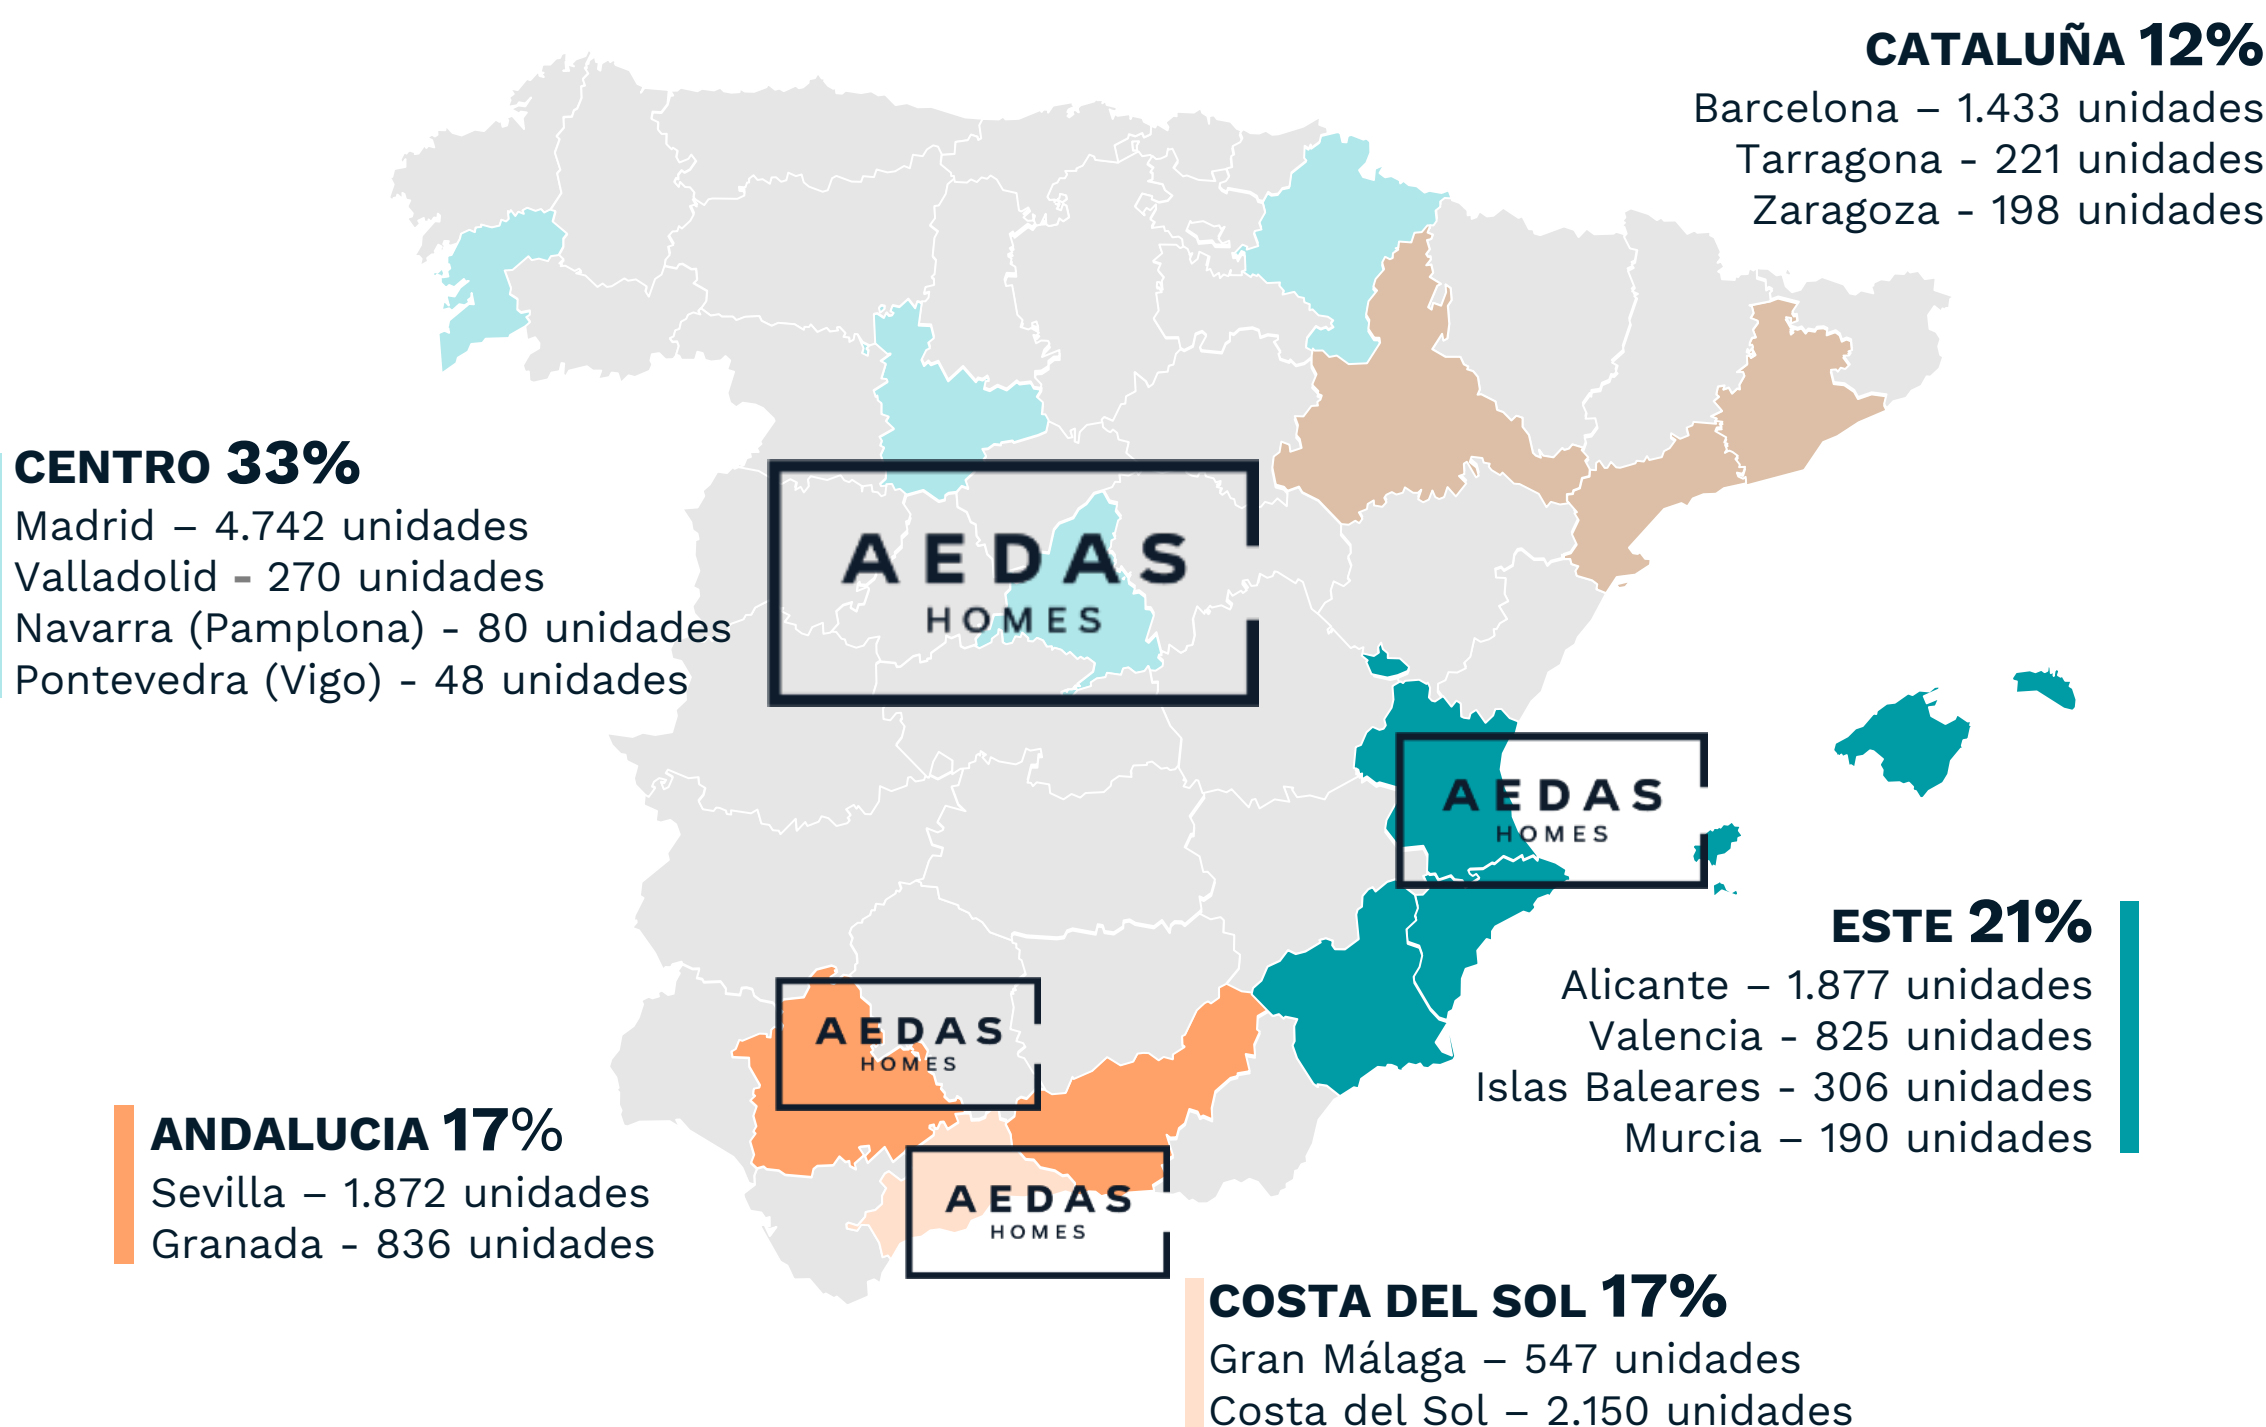 CATALUÑA 12%
Barcelona – 1.433 unidades
Tarragona - 221 unidades
Zaragoza - 198 unidades
CENTRO 33%
Madrid – 4.742 unidades
Valladolid - 270 unidades
Navarra (Pamplona) - 80 unidades
Pontevedra (Vigo) - 48 unidades
AEDAS
HOMES
AEDAS
HOMES
ESTE 21%
Alicante – 1.877 unidades
Valencia - 825 unidades
Islas Baleares - 306 unidades
Murcia – 190 unidades
AEDAS
HOMES
ANDALUCIA 17%
Sevilla – 1.872 unidades
Granada - 836 unidades
AEDAS
HOMES
COSTA DEL SOL 17%
Gran Málaga – 547 unidades
Costa del Sol – 2.150 unidades